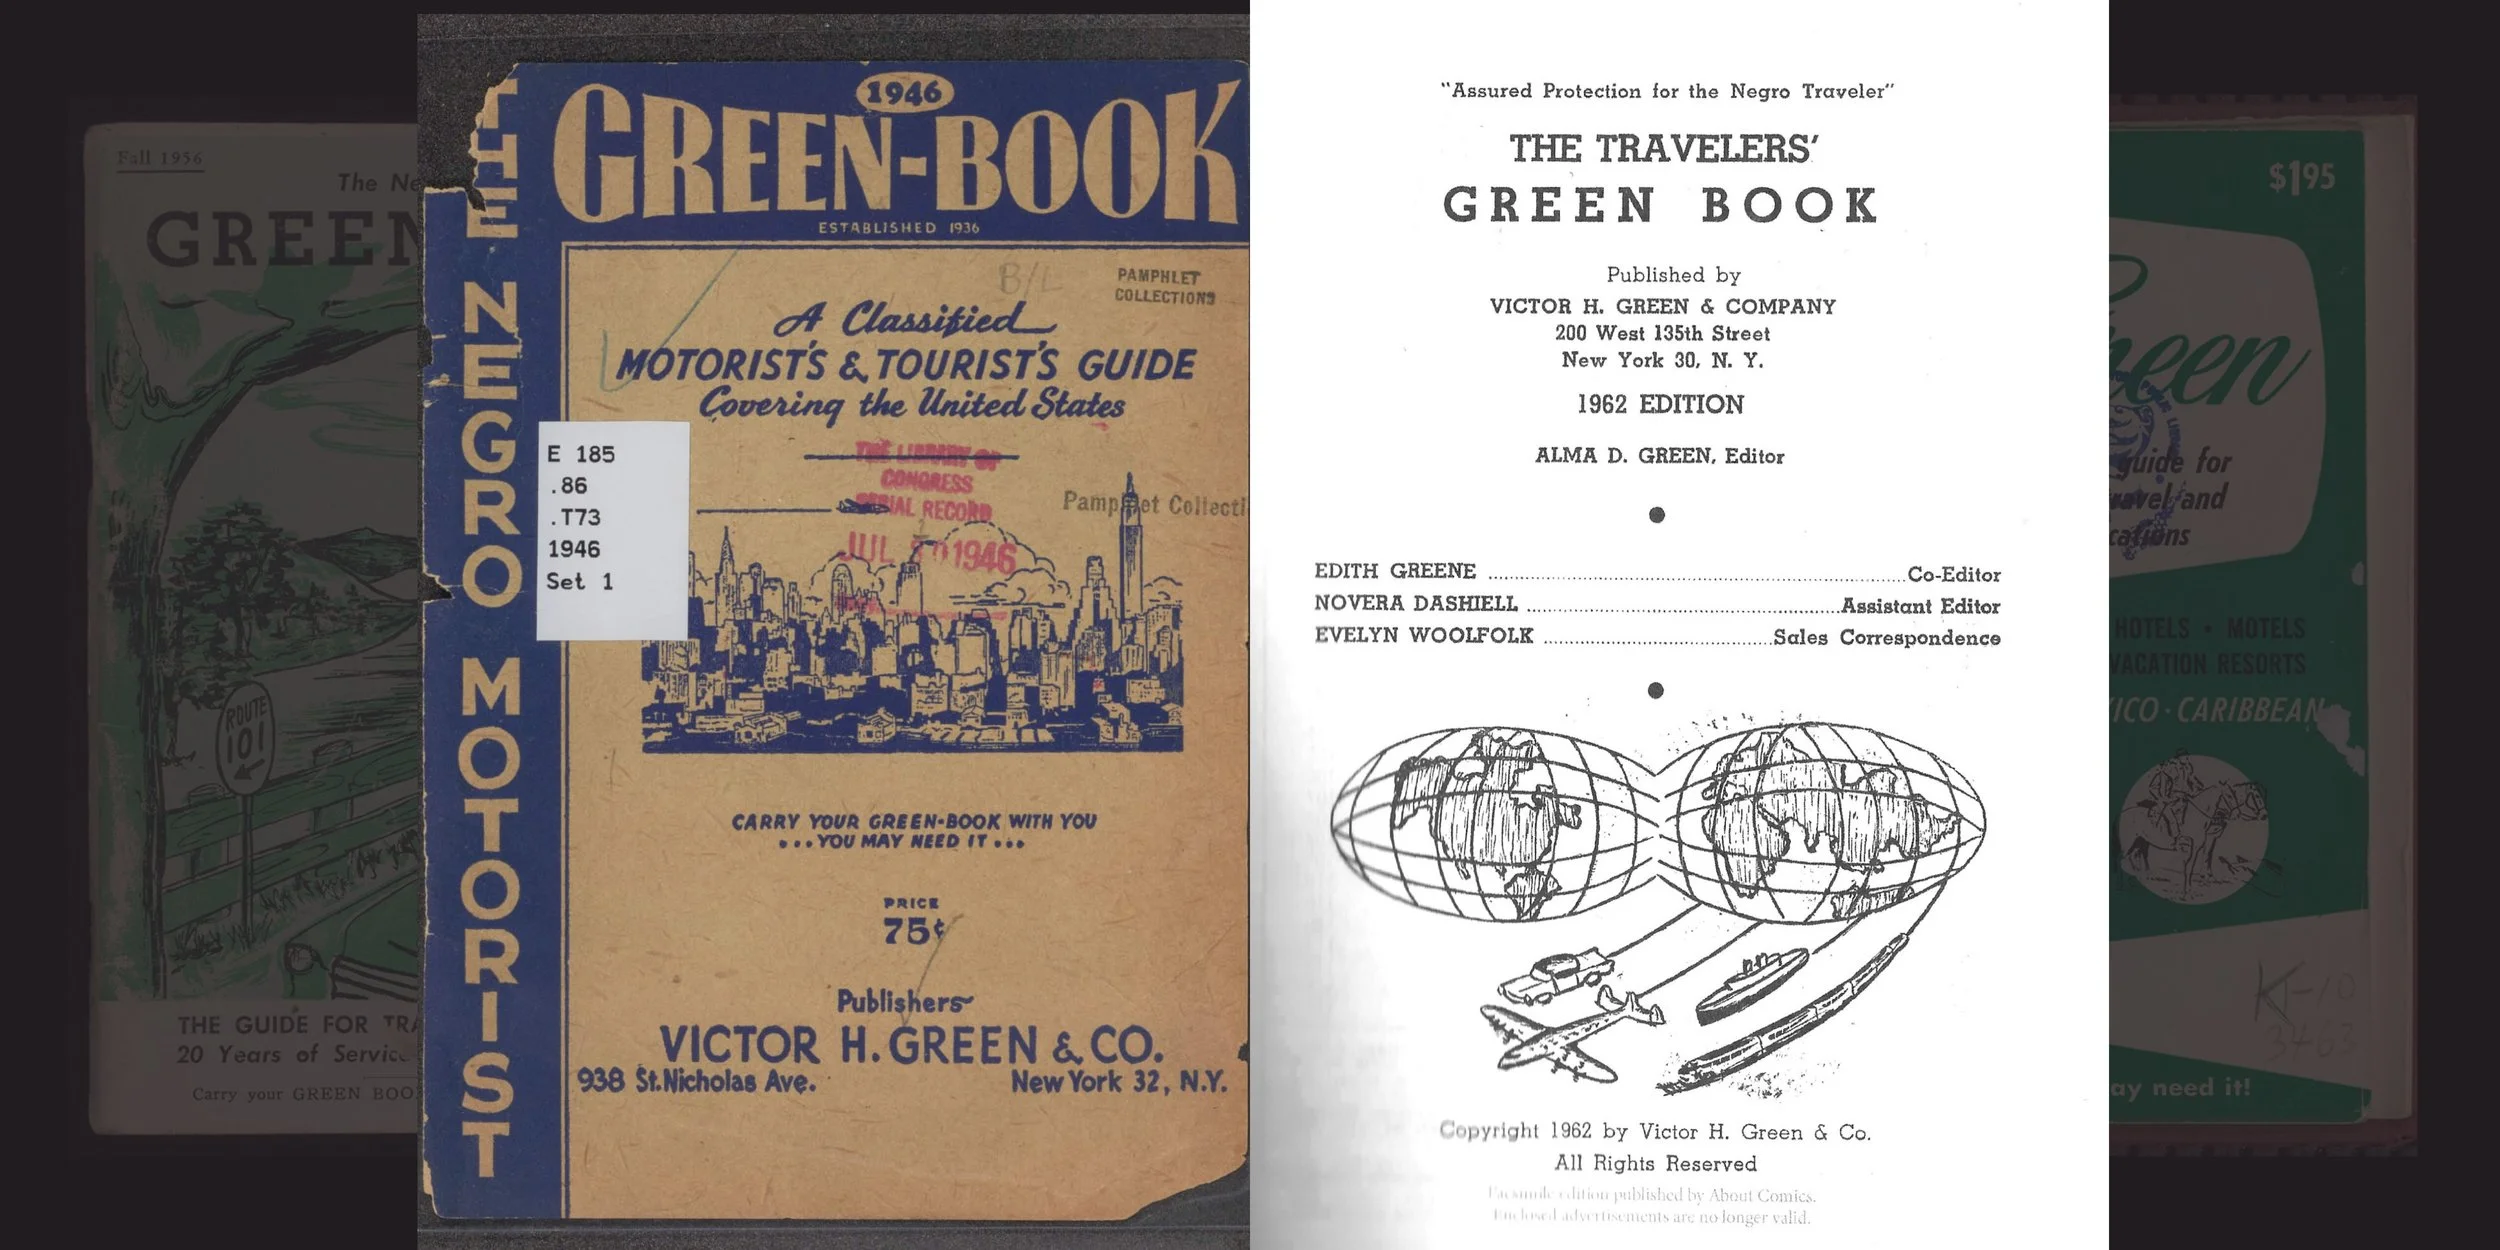 Fall 1956
The Ne
GREEN
ROUTE
101
THE GUIDE FOR TRA
20 Years of Service
Carry your GREEN BOO
THE NEGRO MOTORIST
1946
GREEN-BOOK
ESTABLISHED 1936
B/L
PAMPHLET
COLLECTIONS
A Classified
MOTORIST'S & TOURIST'S GUIDE
Covering the United States
E 185
.86
.T73
1946
Set 1
THE LIBRARY OF
CONGRESS
SERIAL RECORD
Pamphlet Collecti
JUL 1946
CARRY YOUR GREEN-BOOK WITH YOU
...YOU MAY NEED IT...
PRICE
75¢
Publishers
VICTOR H. GREEN & CO.
938 St. Nicholas Ave. New York 32, N.Y.
"Assured Protection for the Negro Traveler"
THE TRAVELERS'
GREEN BOOK
Published by
VICTOR H. GREEN & COMPANY
200 West 135th Street
New York 30, N. Y.
1962 EDITION
ALMA D. GREEN, Editor
EDITH GREENE ........ Co-Editor
NOVERA DASHIELL ........ Assistant Editor
EVELYN WOOLFOLK ........ Sales Correspondence
Copyright 1962 by Victor H. Green & Co.
All Rights Reserved
Facsimile edition published by About Comics.
Enclosed advertisements are no longer valid.
$1.95
reen
guide for
ravel and
cations
HOTELS · MOTELS
VACATION RESORTS
ICO · CARIBBEAN
ay need it!